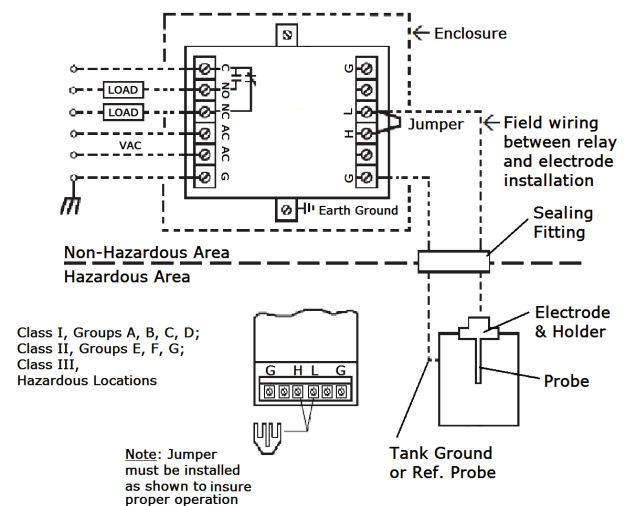 Enclosure
C
NO
NC
AC
AC
G
G
L
H
G
LOAD
LOAD
VAC
Jumper
Field wiring
between relay
and electrode
installation
Earth Ground
Sealing
Fitting
Non-Hazardous Area
Hazardous Area
Class I, Groups A, B, C, D;
Class II, Groups E, F, G;
Class III,
Hazardous Locations
G H L G
Electrode
& Holder
Probe
Tank Ground
or Ref. Probe
Note: Jumper
must be installed
as shown to insure
proper operation